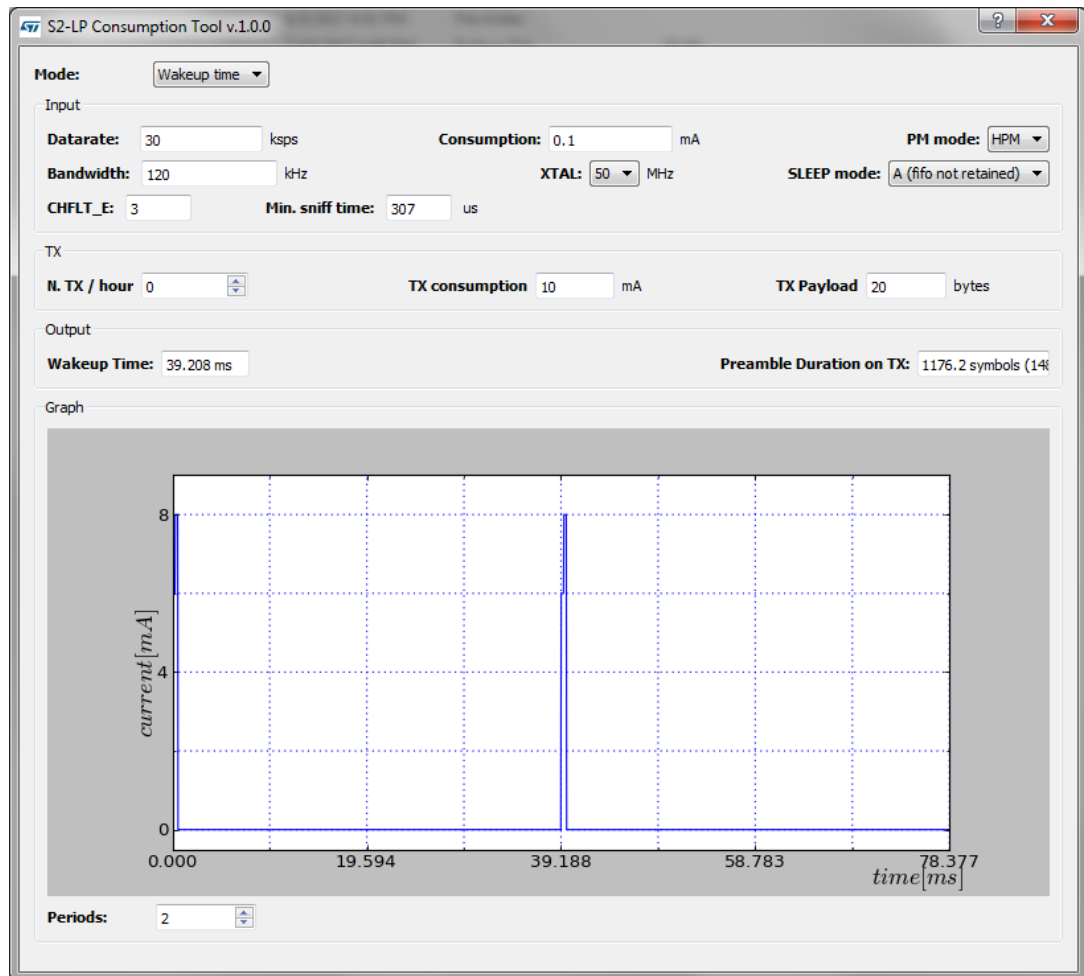 S2-LP Consumption Tool v.1.0.0
Mode: Wakeup time
Input
Datarate: 30 ksps Consumption: 0.1 mA PM mode: HPM
Bandwidth: 120 kHz XTAL: 50 MHz SLEEP mode: A (fifo not retained)
CHFLT_E: 3 Min. sniff time: 307 us
TX
N. TX / hour 0 TX consumption 10 mA TX Payload 20 bytes
Output
Wakeup Time: 39.208 ms Preamble Duration on TX: 1176.2 symbols
Graph
8
4
0
current[mA]
0.000 19.594 39.188 58.783 78.377
time[ms]
Periods: 2